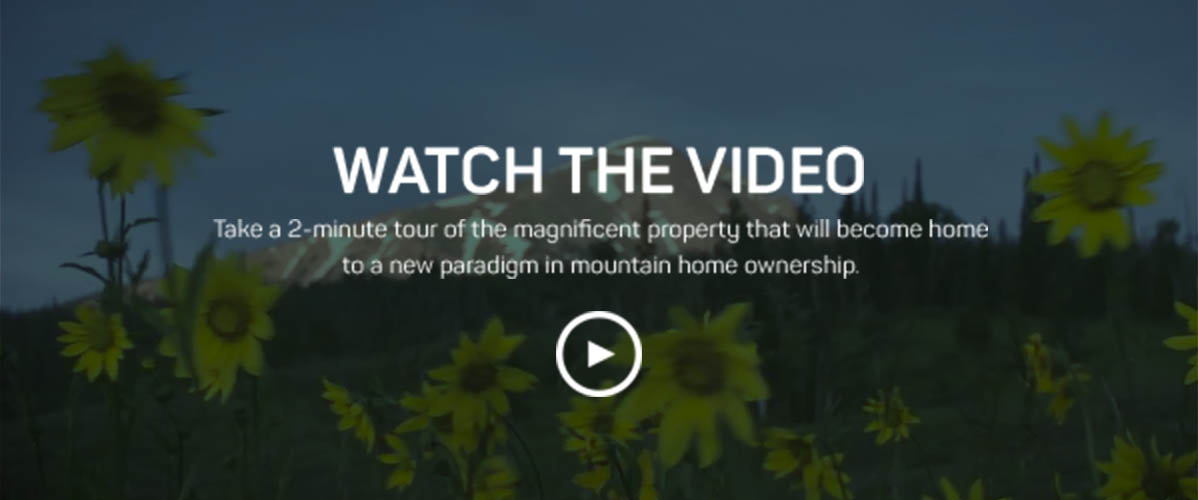 WATCH THE VIDEO
Take a 2-minute tour of the magnificent property that will become home
to a new paradigm in mountain home ownership.